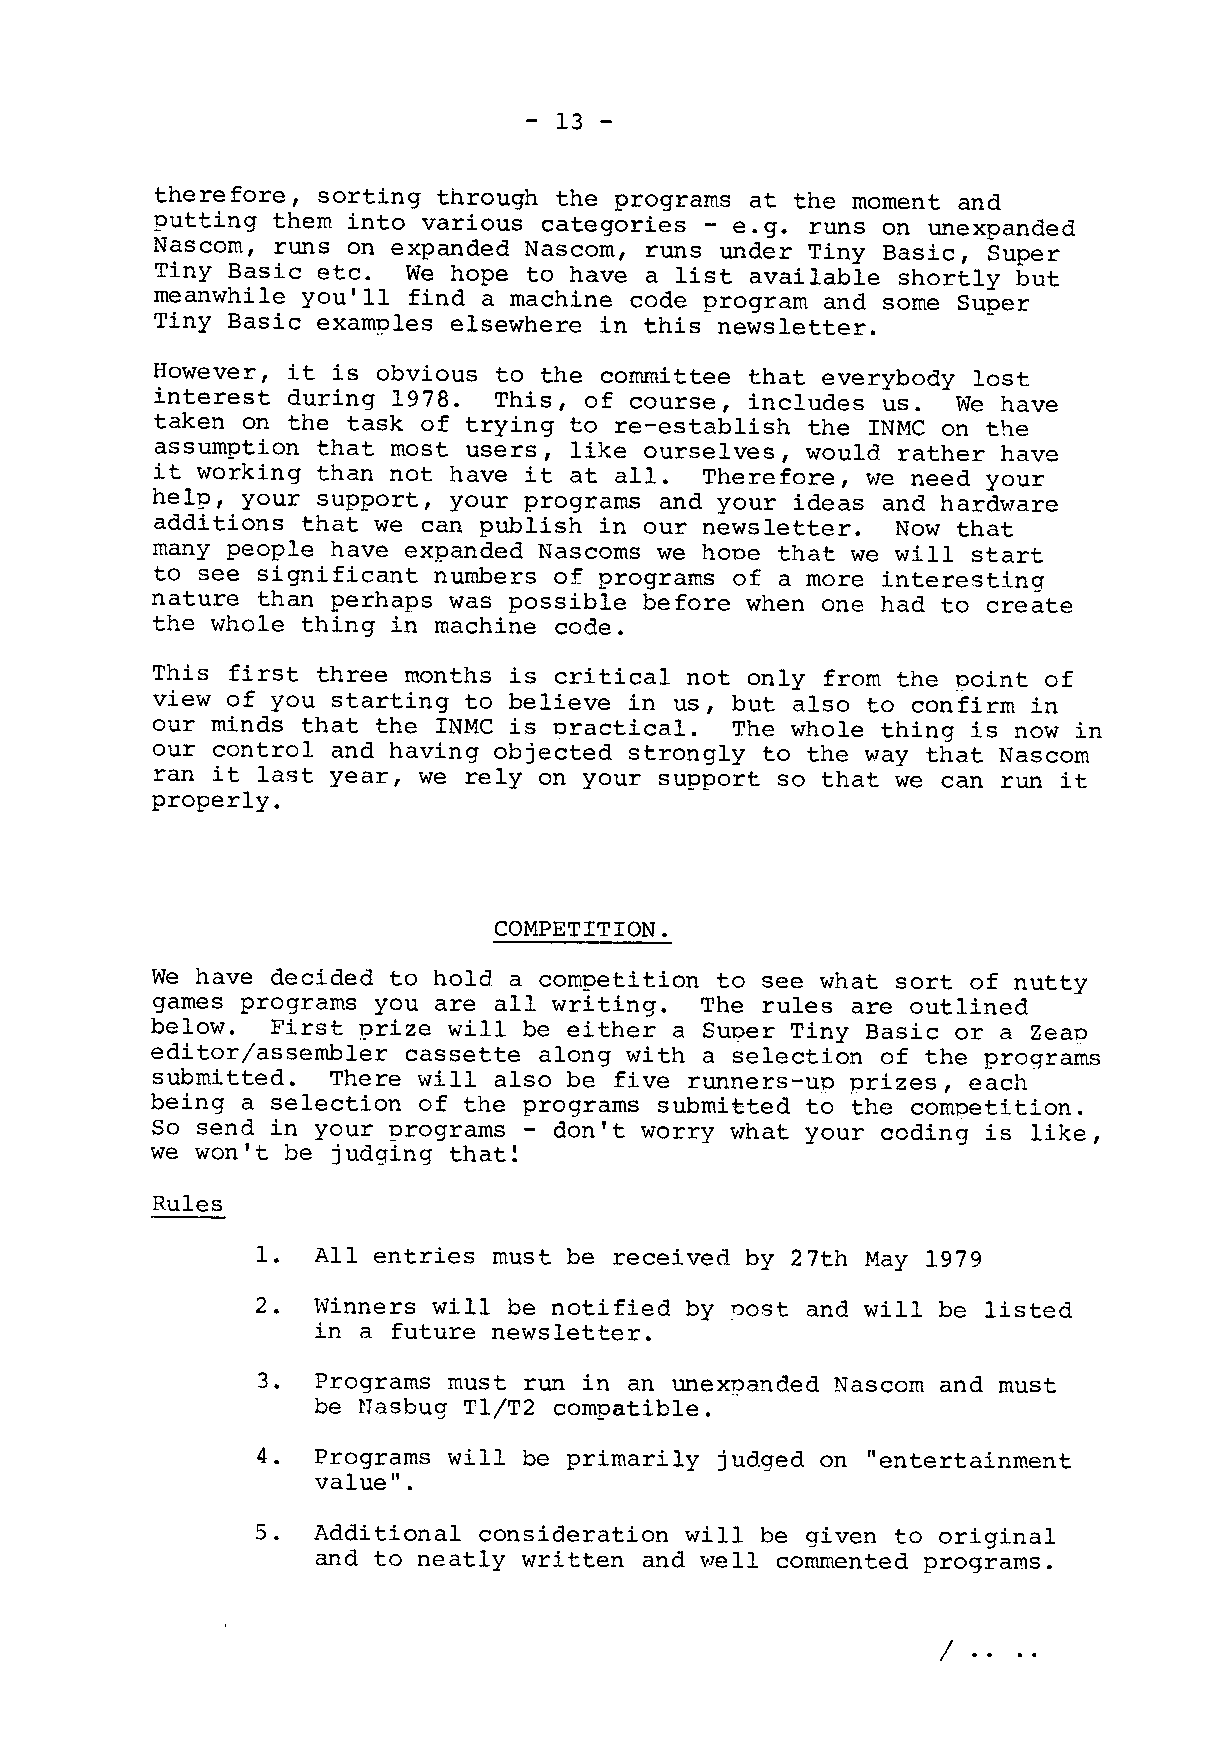 - 13 -
therefore, sorting through the programs at the moment and
putting them into various categories - e.g. runs on unexpanded
Nascom, runs on expanded Nascom, runs under Tiny Basic, Super
Tiny Basic etc. We hope to have a list available shortly but
meanwhile you'll find a machine code program and some Super
Tiny Basic examples elsewhere in this newsletter.
However, it is obvious to the committee that everybody lost
interest during 1978. This, of course, includes us. We have
taken on the task of trying to re-establish the INMC on the
assumption that most users, like ourselves, would rather have
it working than not have it at all. Therefore, we need your
help, your support, your programs and your ideas and hardware
additions that we can publish in our newsletter. Now that
many people have expanded Nascoms we hope that we will start
to see significant numbers of programs of a more interesting
nature than perhaps was possible before when one had to create
the whole thing in machine code.
This first three months is critical not only from the point of
view of you starting to believe in us, but also to confirm in
our minds that the INMC is practical. The whole thing is now in
our control and having objected strongly to the way that Nascom
ran it last year, we rely on your support so that we can run it
properly.
COMPETITION.
We have decided to hold a competition to see what sort of nutty
games programs you are all writing. The rules are outlined
below. First prize will be either a Super Tiny Basic or a Zeap
editor/assembler cassette along with a selection of the programs
submitted. There will also be five runners-up prizes, each
being a selection of the programs submitted to the competition.
So send in your programs - don't worry what your coding is like,
we won't be judging that!
Rules
1. All entries must be received by 27th May 1979
2. Winners will be notified by post and will be listed
in a future newsletter.
3. Programs must run in an unexpanded Nascom and must
be Nasbug T1/T2 compatible.
4. Programs will be primarily judged on "entertainment
value".
5. Additional consideration will be given to original
and to neatly written and well commented programs.
/ .. ..